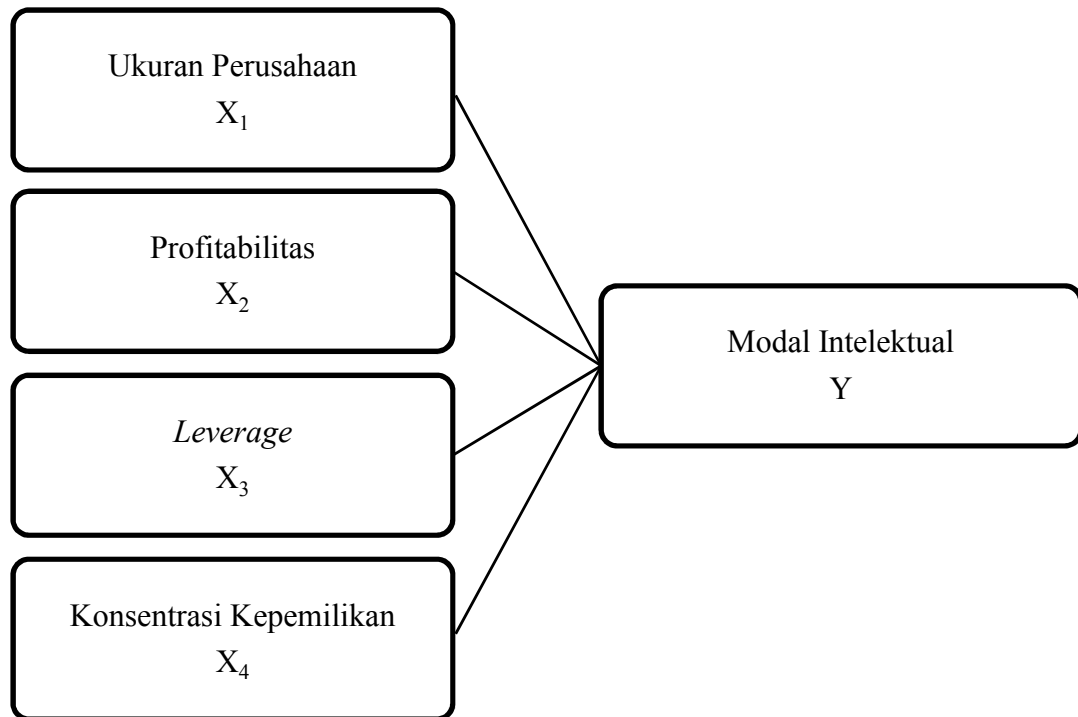 Ukuran Perusahaan
X₁
Profitabilitas
X₂
Leverage
X₃
Konsentrasi Kepemilikan
X₄
Modal Intelektual
Y